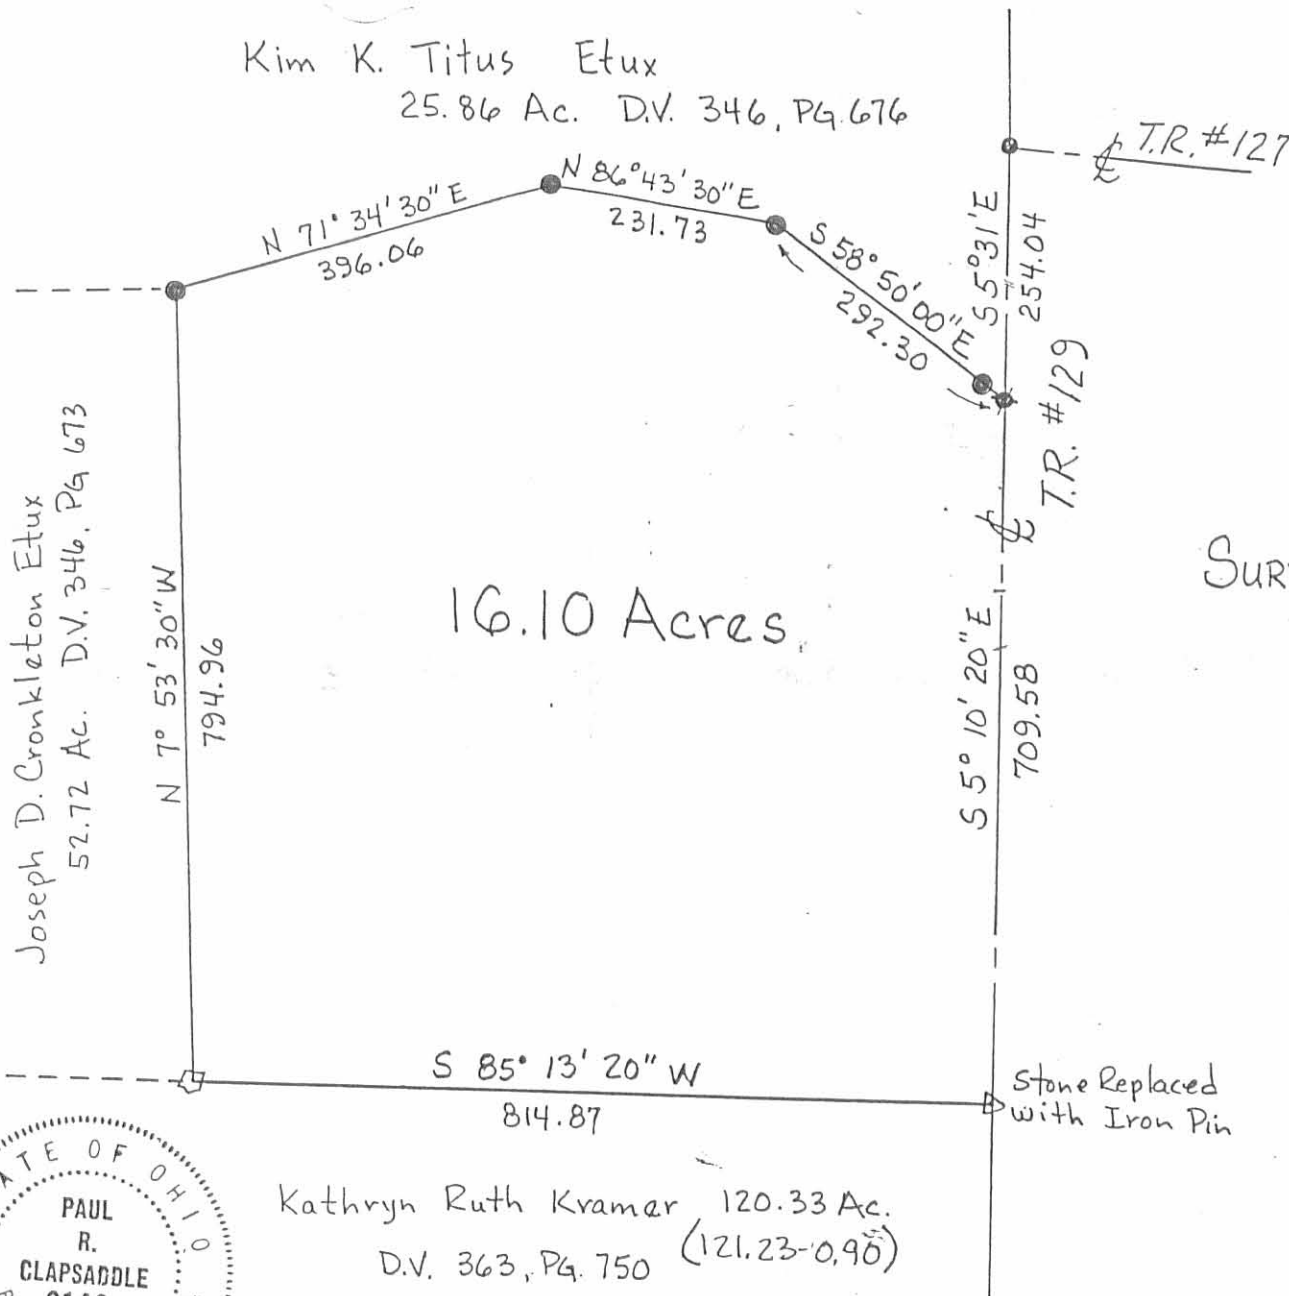 Kim K. Titus Etux
25.86 Ac. D.V. 346, PG.676
T.R. #127
N 71° 34' 30" E
396.06
N 86°43'30"E
231.73
S 58°50'00"E
292.30
S 5°31'E
254.04
T.R. #129
Joseph D. Cronkleton Etux
52.72 Ac. D.V. 346, PG 673
N 7° 53' 30" W
794.96
16.10 Acres
SUR
S 5° 10' 20" E
709.58
S 85° 13' 20" W
814.87
Stone Replaced
with Iron Pin
ATE OF OHIO
PAUL
R.
CLAPSADDLE
Kathryn Ruth Kramer 120.33 Ac.
(121.23-0.90)
D.V. 363, PG. 750